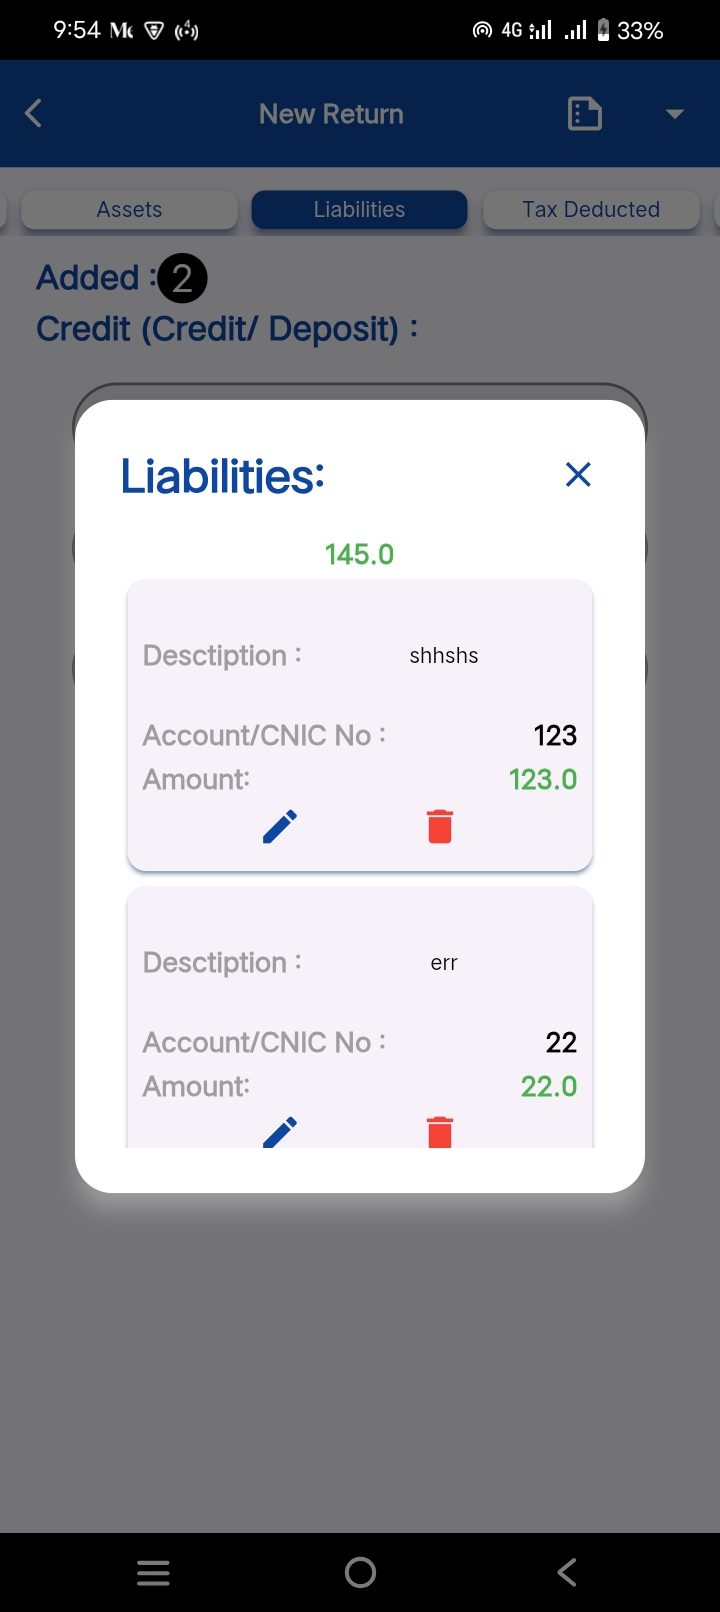 9:54 4G 33%
New Return
Assets Liabilities Tax Deducted
Added : 2
Credit (Credit/ Deposit) :
Liabilities:
145.0
Desctiption : shhshs
Account/CNIC No : 123
Amount: 123.0
Desctiption : err
Account/CNIC No : 22
Amount: 22.0